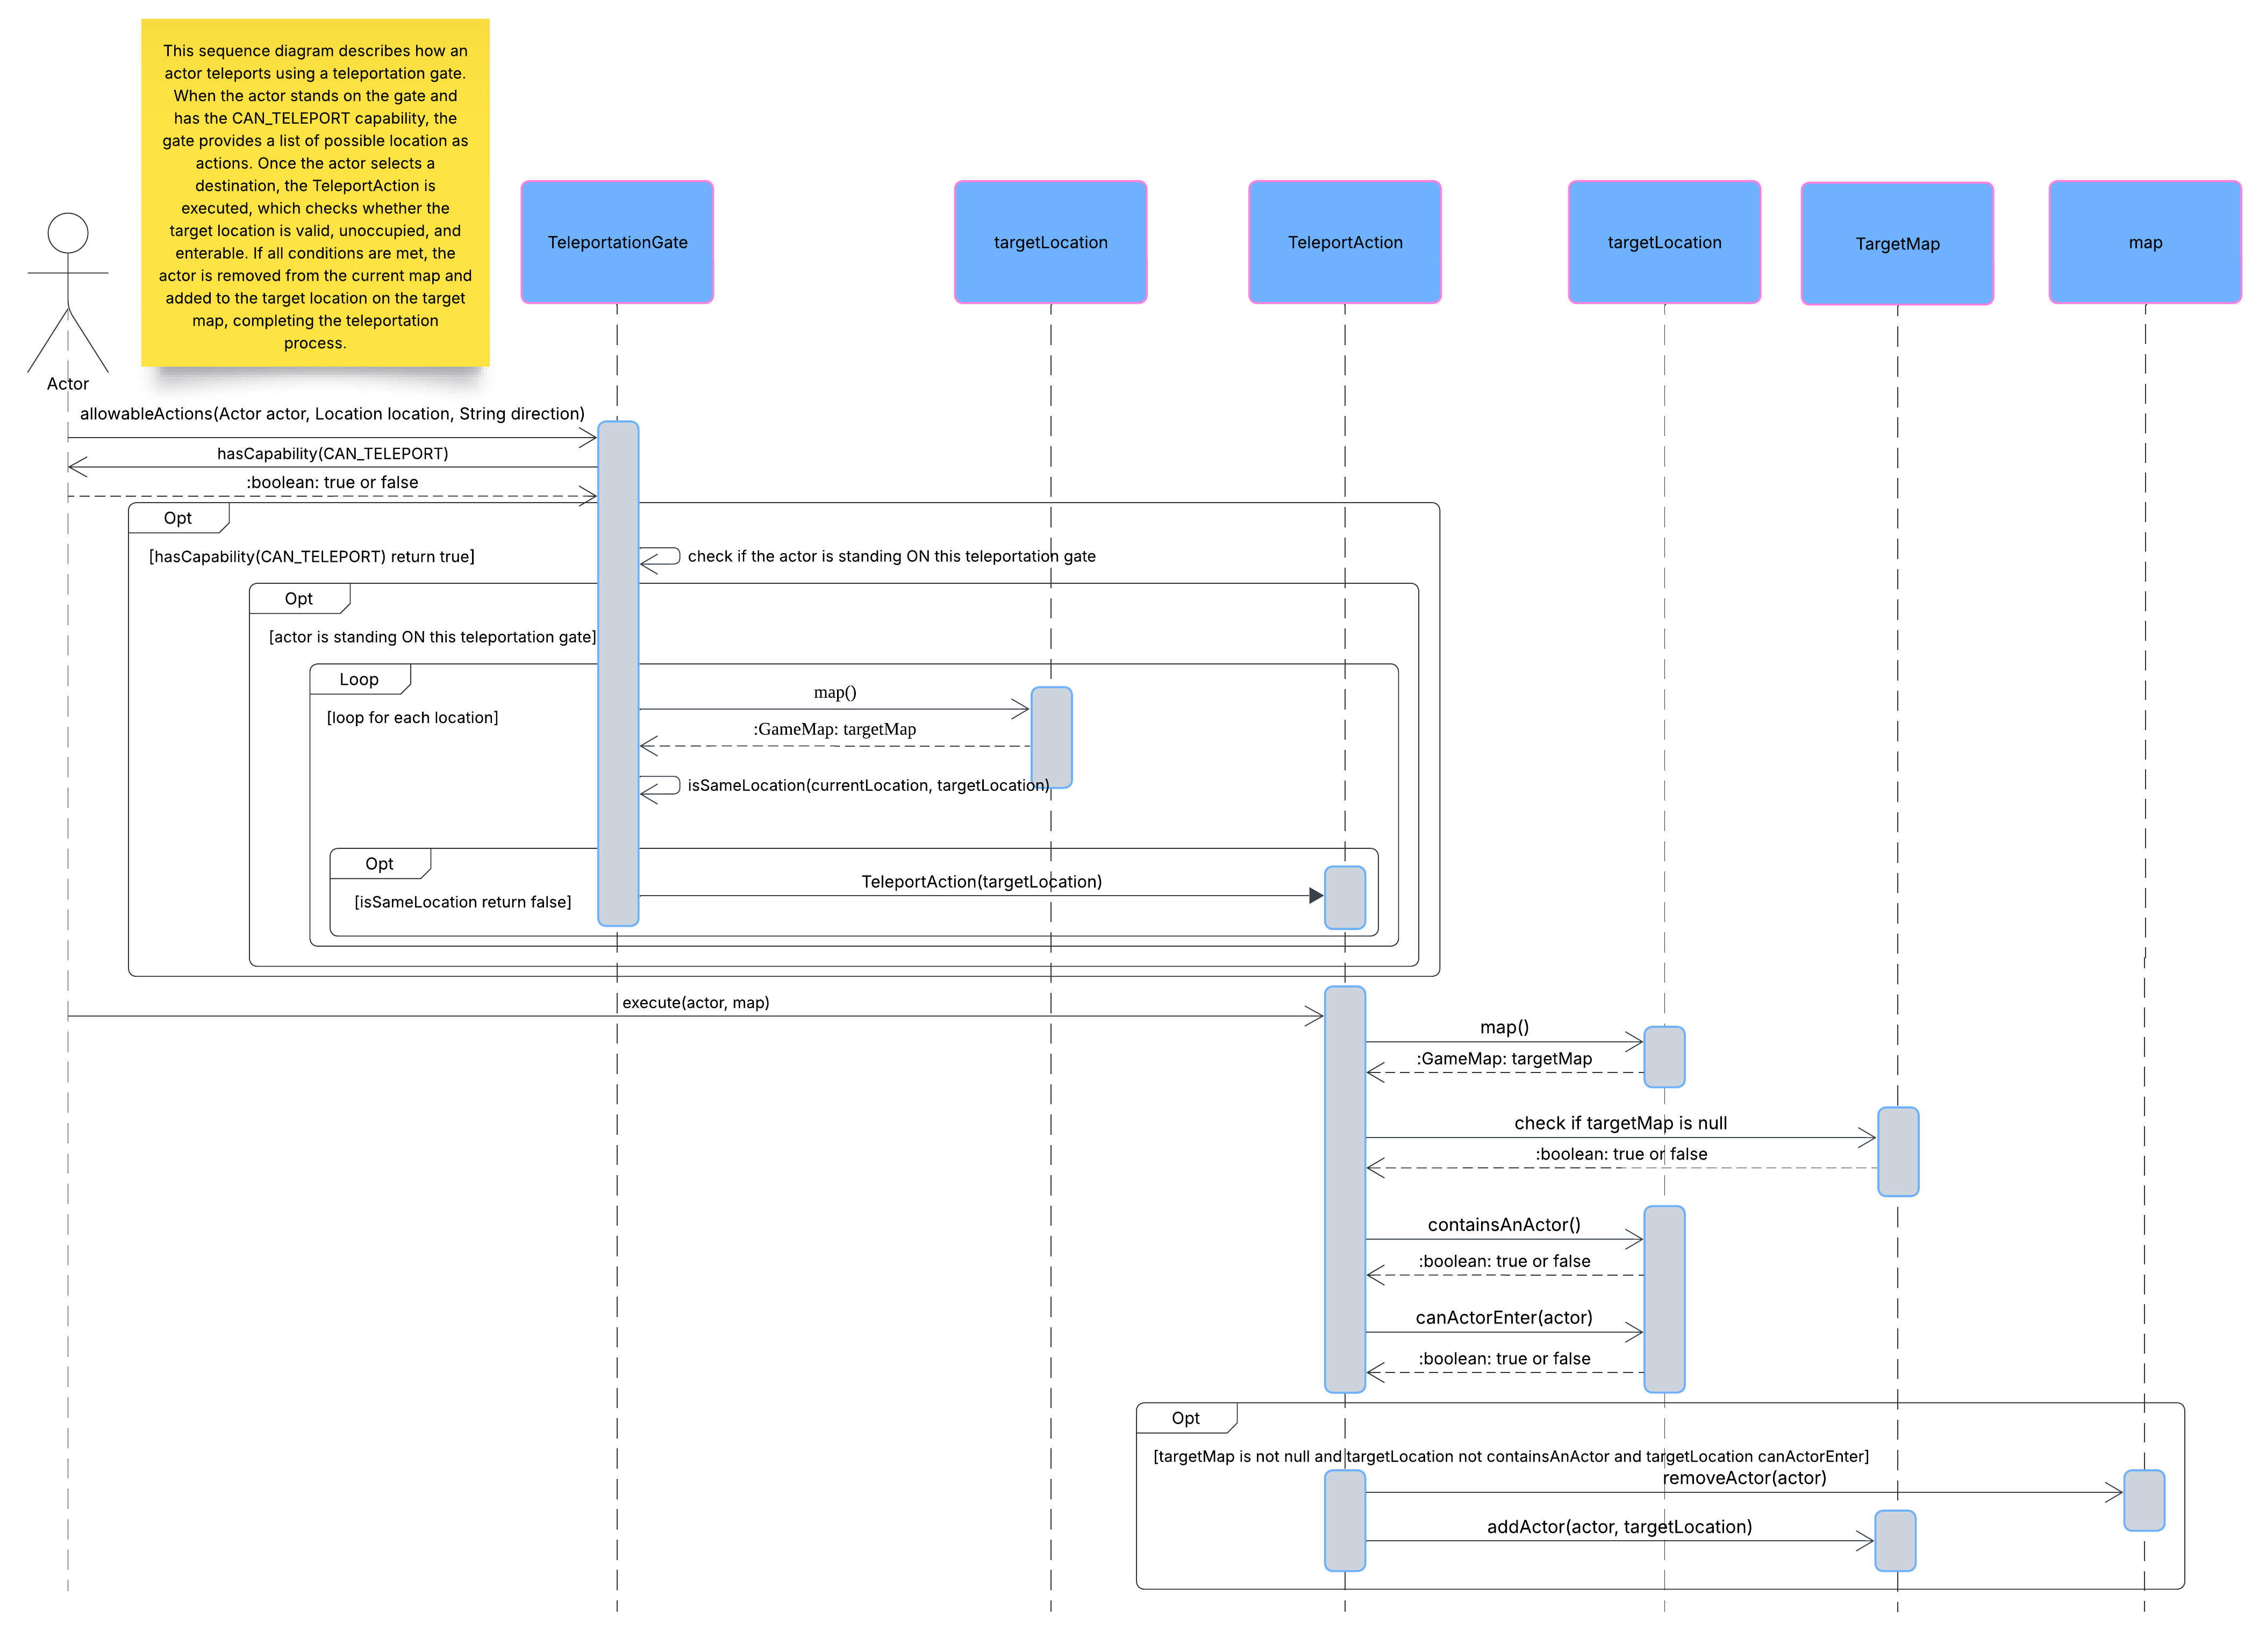 This sequence diagram describes how an
actor teleports using a teleportation gate.
When the actor stands on the gate and
has the CAN_TELEPORT capability, the
gate provides a list of possible location as
actions. Once the actor selects a
destination, the TeleportAction is
executed, which checks whether the
target location is valid, unoccupied, and
enterable. If all conditions are met, the
actor is removed from the current map and
added to the target location on the target
map, completing the teleportation
process.
Actor
TeleportationGate
targetLocation
TeleportAction
targetLocation
TargetMap
map
allowableActions(Actor actor, Location location, String direction)
hasCapability(CAN_TELEPORT)
:boolean: true or false
Opt
[hasCapability(CAN_TELEPORT) return true]
check if the actor is standing ON this teleportation gate
Opt
[actor is standing ON this teleportation gate]
Loop
[loop for each location]
map()
:GameMap: targetMap
isSameLocation(currentLocation, targetLocation)
Opt
[isSameLocation return false]
TeleportAction(targetLocation)
execute(actor, map)
map()
:GameMap: targetMap
check if targetMap is null
:boolean: true or false
containsAnActor()
:boolean: true or false
canActorEnter(actor)
:boolean: true or false
Opt
[targetMap is not null and targetLocation not containsAnActor and targetLocation canActorEnter]
removeActor(actor)
addActor(actor, targetLocation)